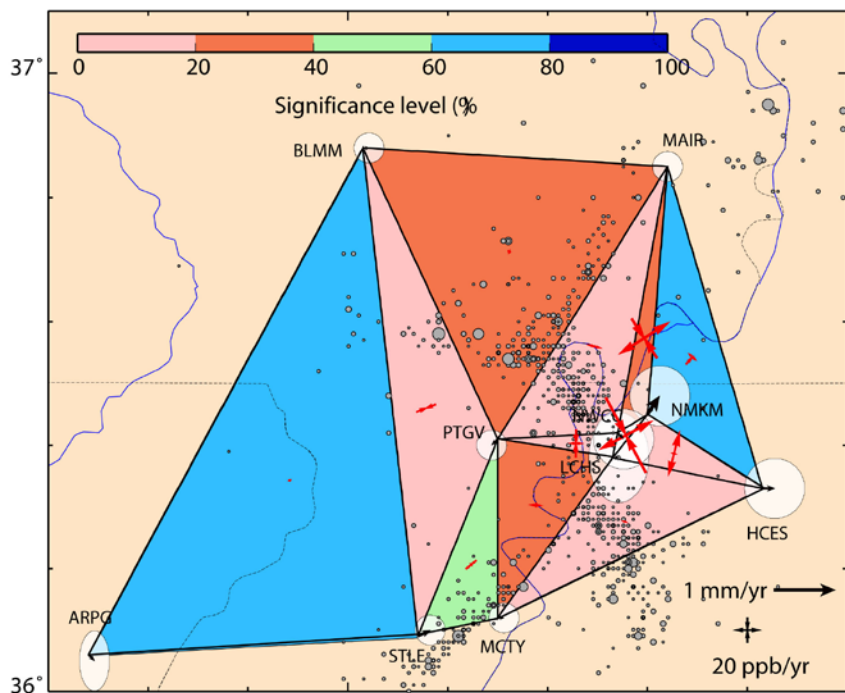 37°
0 20 40 60 80 100
Significance level (%
BLMM
MAIR
PTGV
NMKM
LCHS
HCES
1 mm/yr
ARPG
STLE
MCTY
36°
20 ppb/yr